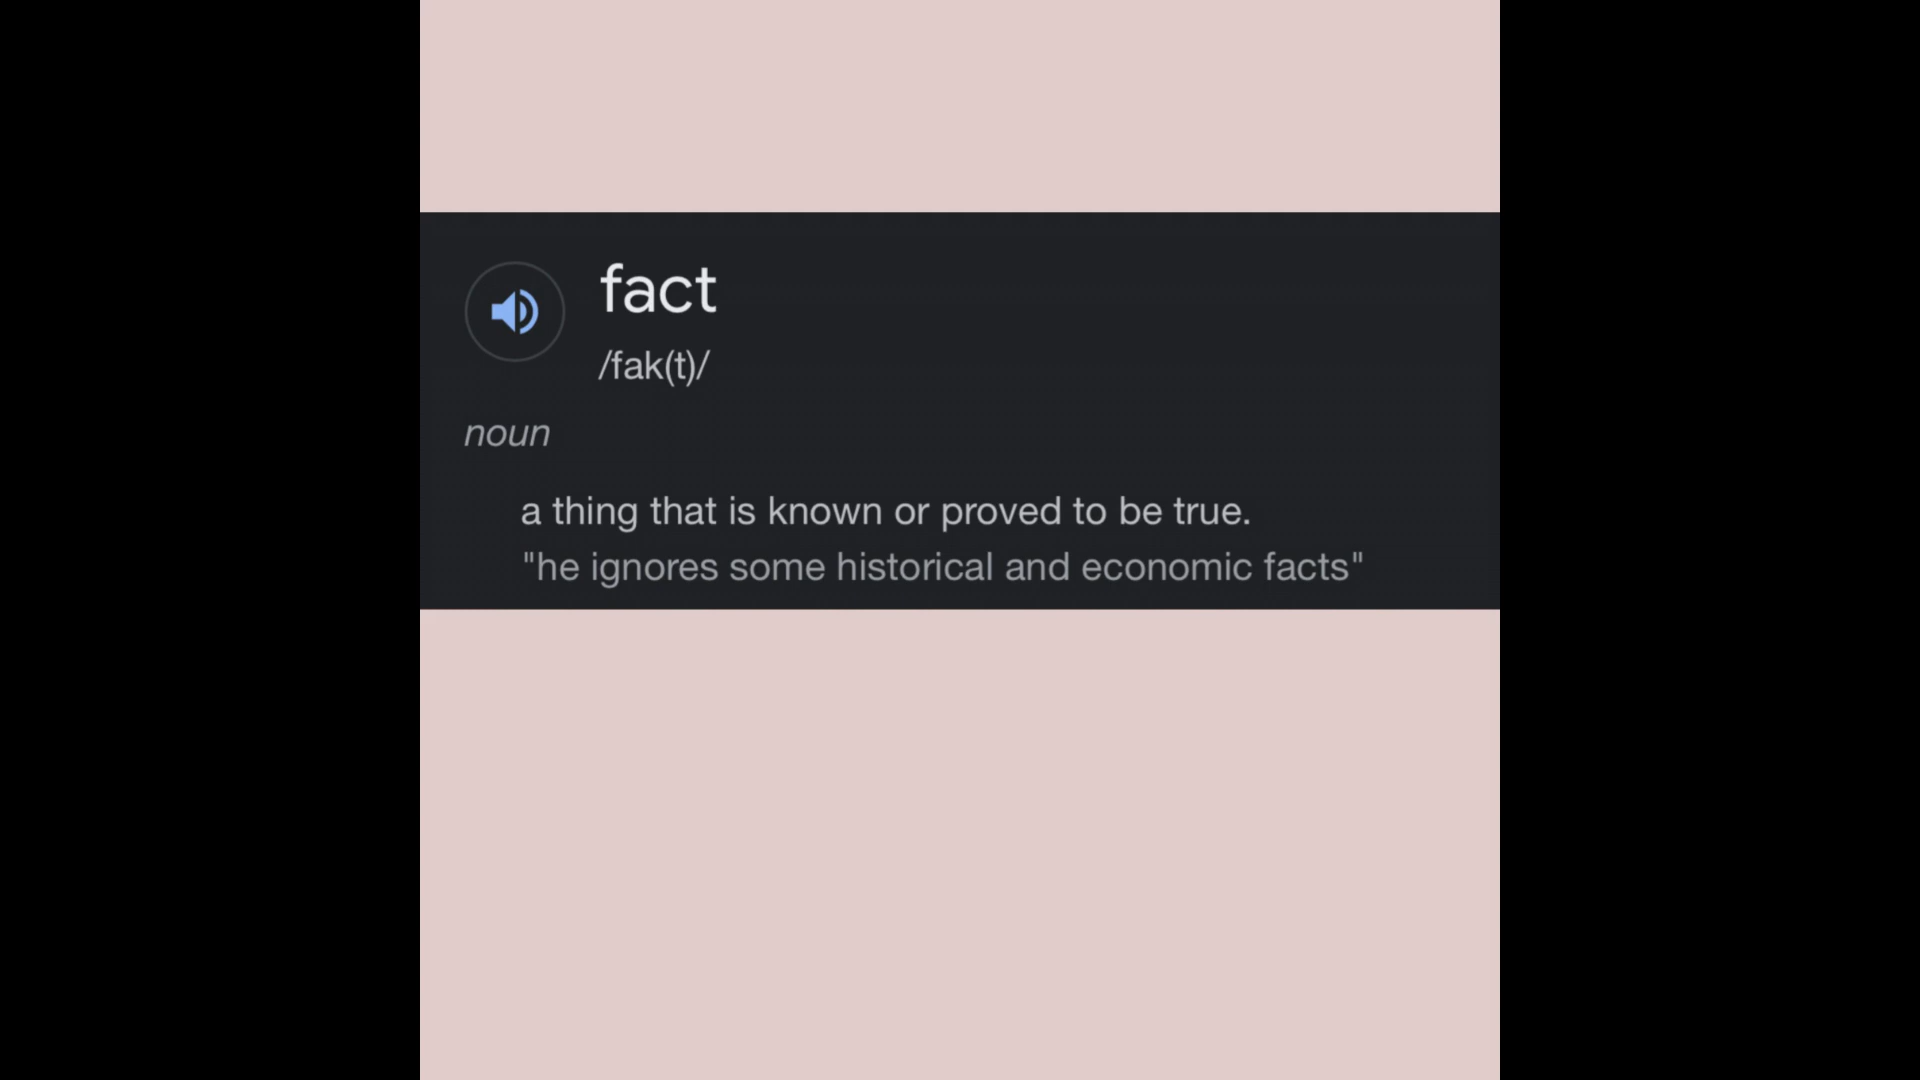 fact
/fak(t)/
noun
a thing that is known or proved to be true.
"he ignores some historical and economic facts"